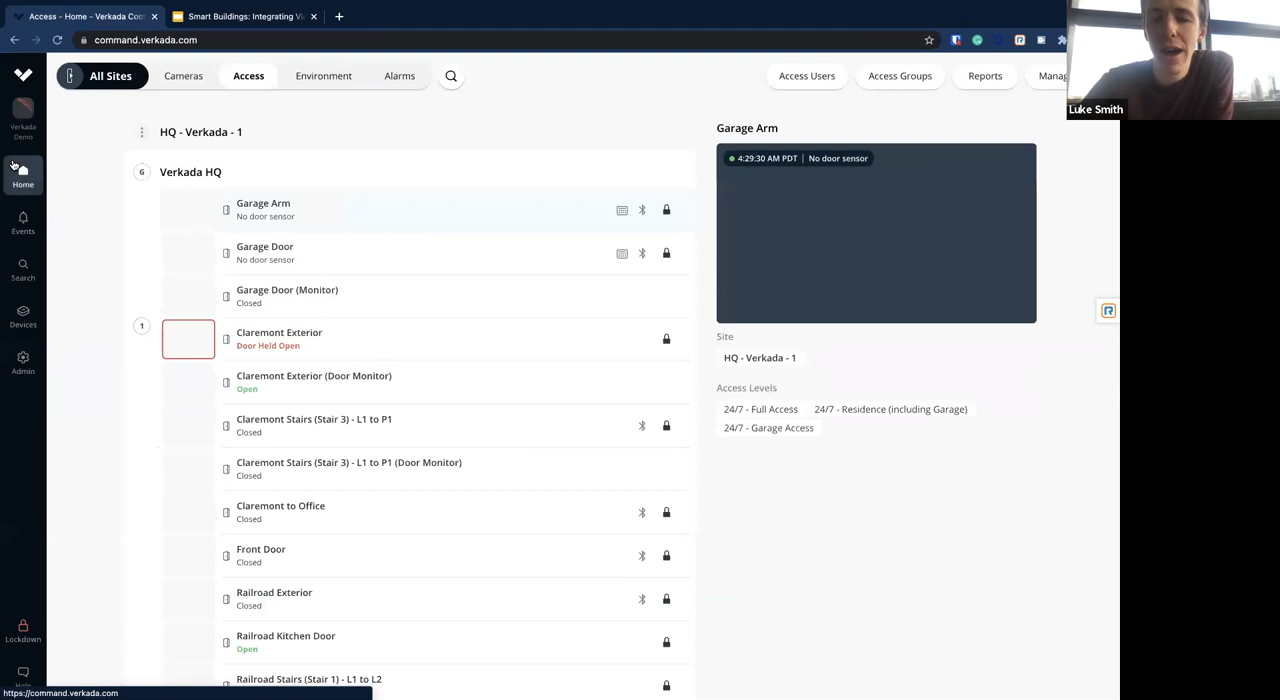 Access - Home - Verkada Com
Smart Buildings: Integrating Vi
command.verkada.com
Luke Smith
Verkada Demo
Home
Events
Search
Devices
Admin
Lockdown
All Sites
Cameras
Access
Environment
Alarms
Access Users
Access Groups
Reports
Manag
HQ - Verkada - 1
G
Verkada HQ
Garage Arm
No door sensor
Garage Door
No door sensor
Garage Door (Monitor)
Closed
1
Claremont Exterior
Door Held Open
Claremont Exterior (Door Monitor)
Open
Claremont Stairs (Stair 3) - L1 to P1
Closed
Claremont Stairs (Stair 3) - L1 to P1 (Door Monitor)
Closed
Claremont to Office
Closed
Front Door
Closed
Railroad Exterior
Closed
Railroad Kitchen Door
Open
Railroad Stairs (Stair 1) - L1 to L2
Garage Arm
4:29:30 AM PDT | No door sensor
Site
HQ - Verkada - 1
Access Levels
24/7 - Full Access
24/7 - Residence (including Garage)
24/7 - Garage Access
https://command.verkada.com